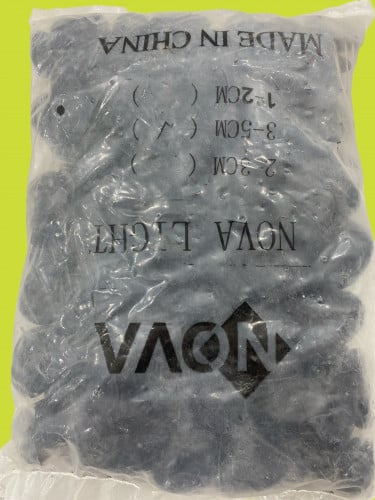 NOVA
NOVA LIGHT
2-3CM ( )
3-5CM ( √ )
1-2CM ( )
MADE IN CHINA